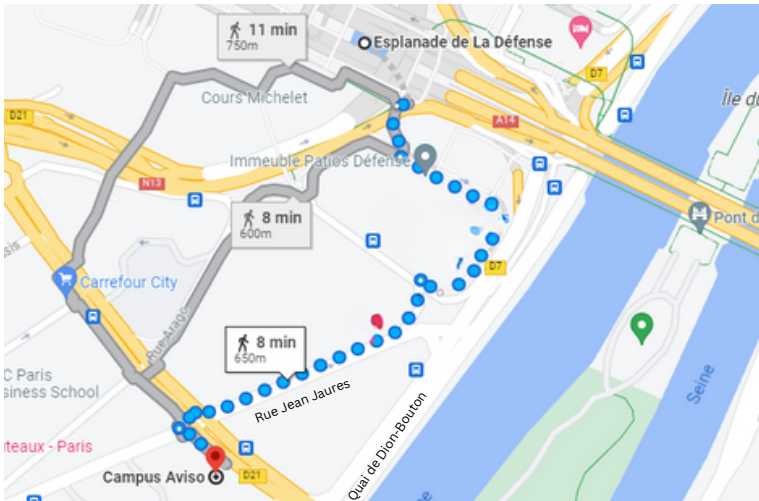 11 min
750m
Esplanade de La Défense
D7
Île du
Cours Michelet
D21
A14
Immeuble Patios Défense
N13
8 min
600m
Pont d
D7
Carrefour City
Rue Arago
8 min
650m
C Paris
siness School
Rue Jean Jaures
Seine
Quai de Dion-Bouton
uteaux - Paris
Campus Aviso
D21